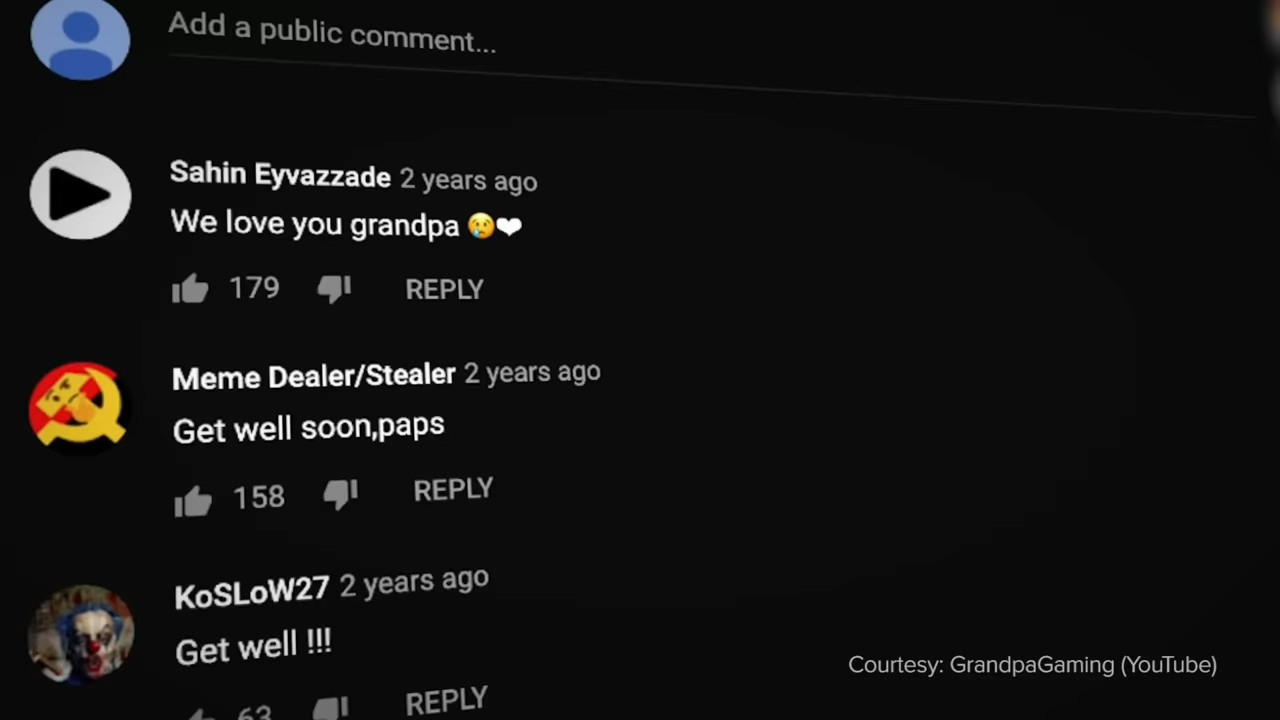 Add a public comment...
Sahin Eyvazzade 2 years ago
We love you grandpa 😢❤
179 REPLY
Meme Dealer/Stealer 2 years ago
Get well soon,paps
158 REPLY
KoSLoW27 2 years ago
Get well !!!
63 REPLY
Courtesy: GrandpaGaming (YouTube)